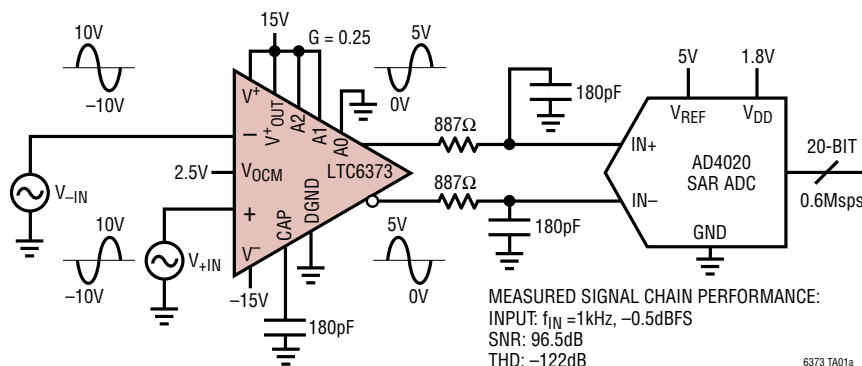 15V
10V
G = 0.25
5V
–10V
0V
V+
V+OUT
A2
A1
A0
–
VOCM
LTC6373
2.5V
+
V–
CAP
DGND
V–IN
10V
–10V
V+IN
–15V
180pF
5V
0V
887Ω
887Ω
180pF
180pF
5V
1.8V
VREF
VDD
IN+
AD4020
SAR ADC
IN–
GND
20-BIT
0.6Msps
MEASURED SIGNAL CHAIN PERFORMANCE:
INPUT: fIN =1kHz, –0.5dBFS
SNR: 96.5dB
THD: –122dB
6373 TA01a